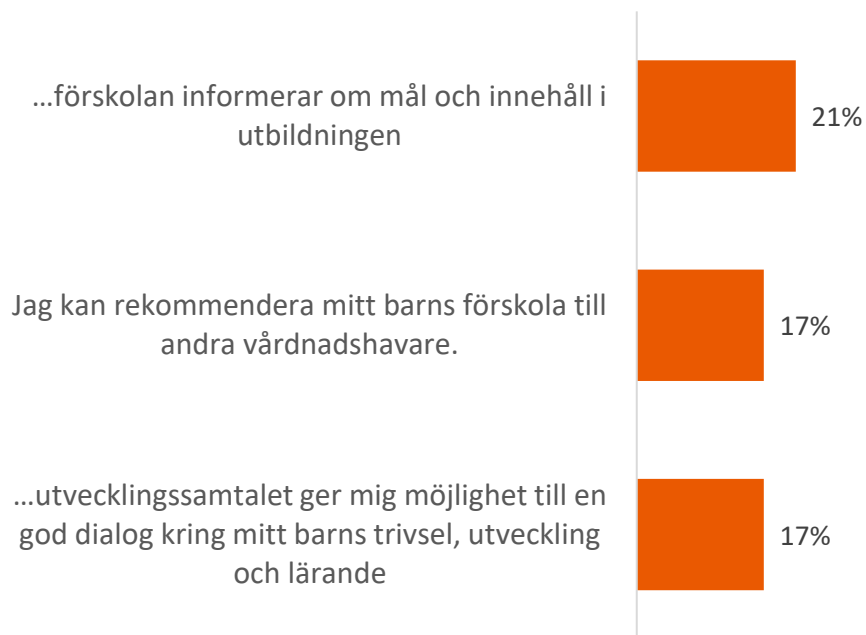 ...förskolan informerar om mål och innehåll i
utbildningen
21%
Jag kan rekommendera mitt barns förskola till
andra vårdnadshavare.
17%
...utvecklingssamtalet ger mig möjlighet till en
god dialog kring mitt barns trivsel, utveckling
och lärande
17%